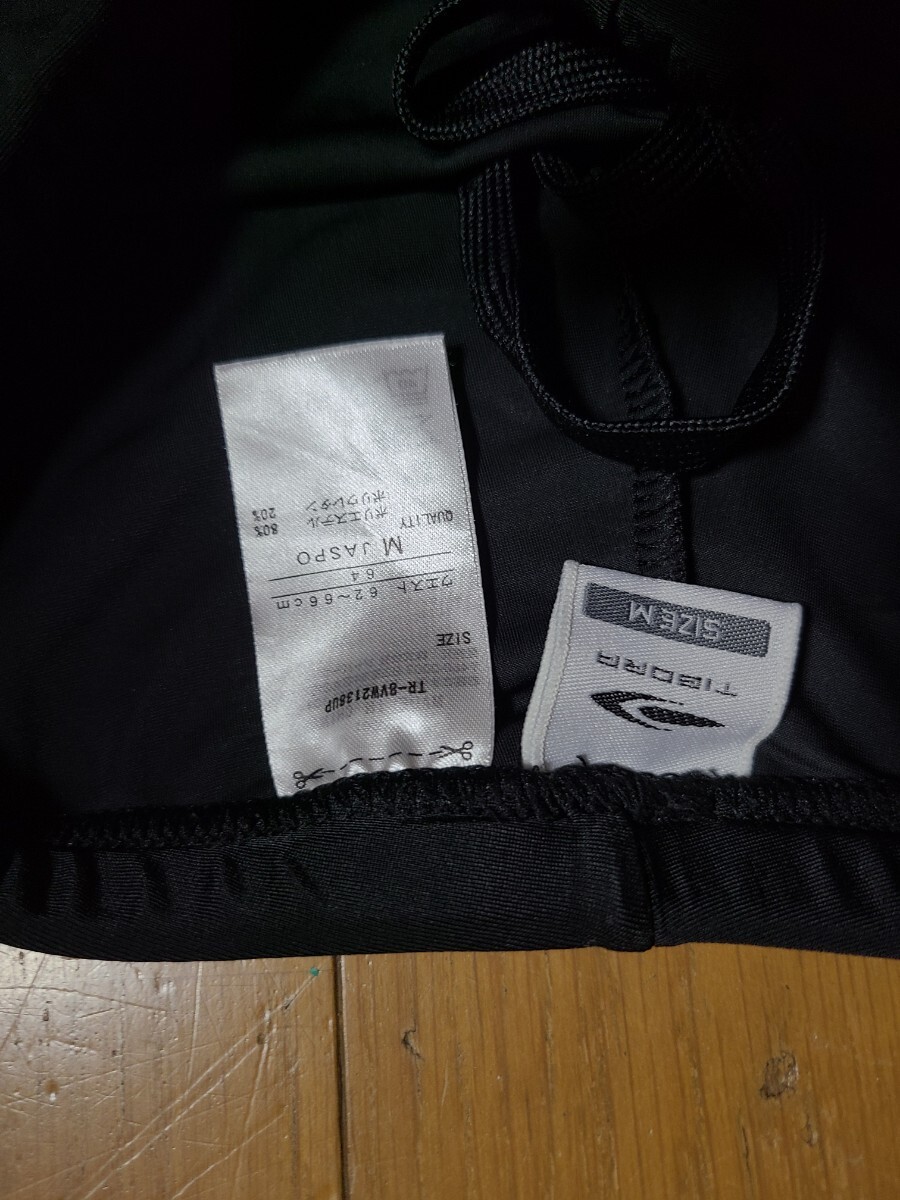 TR-8VW2138UP
SIZE
ウエスト 62~66cm
64
M JASPO
QUALITY ポリエステル 80%
ポリウレタン 20%
TIGORA
SIZE M